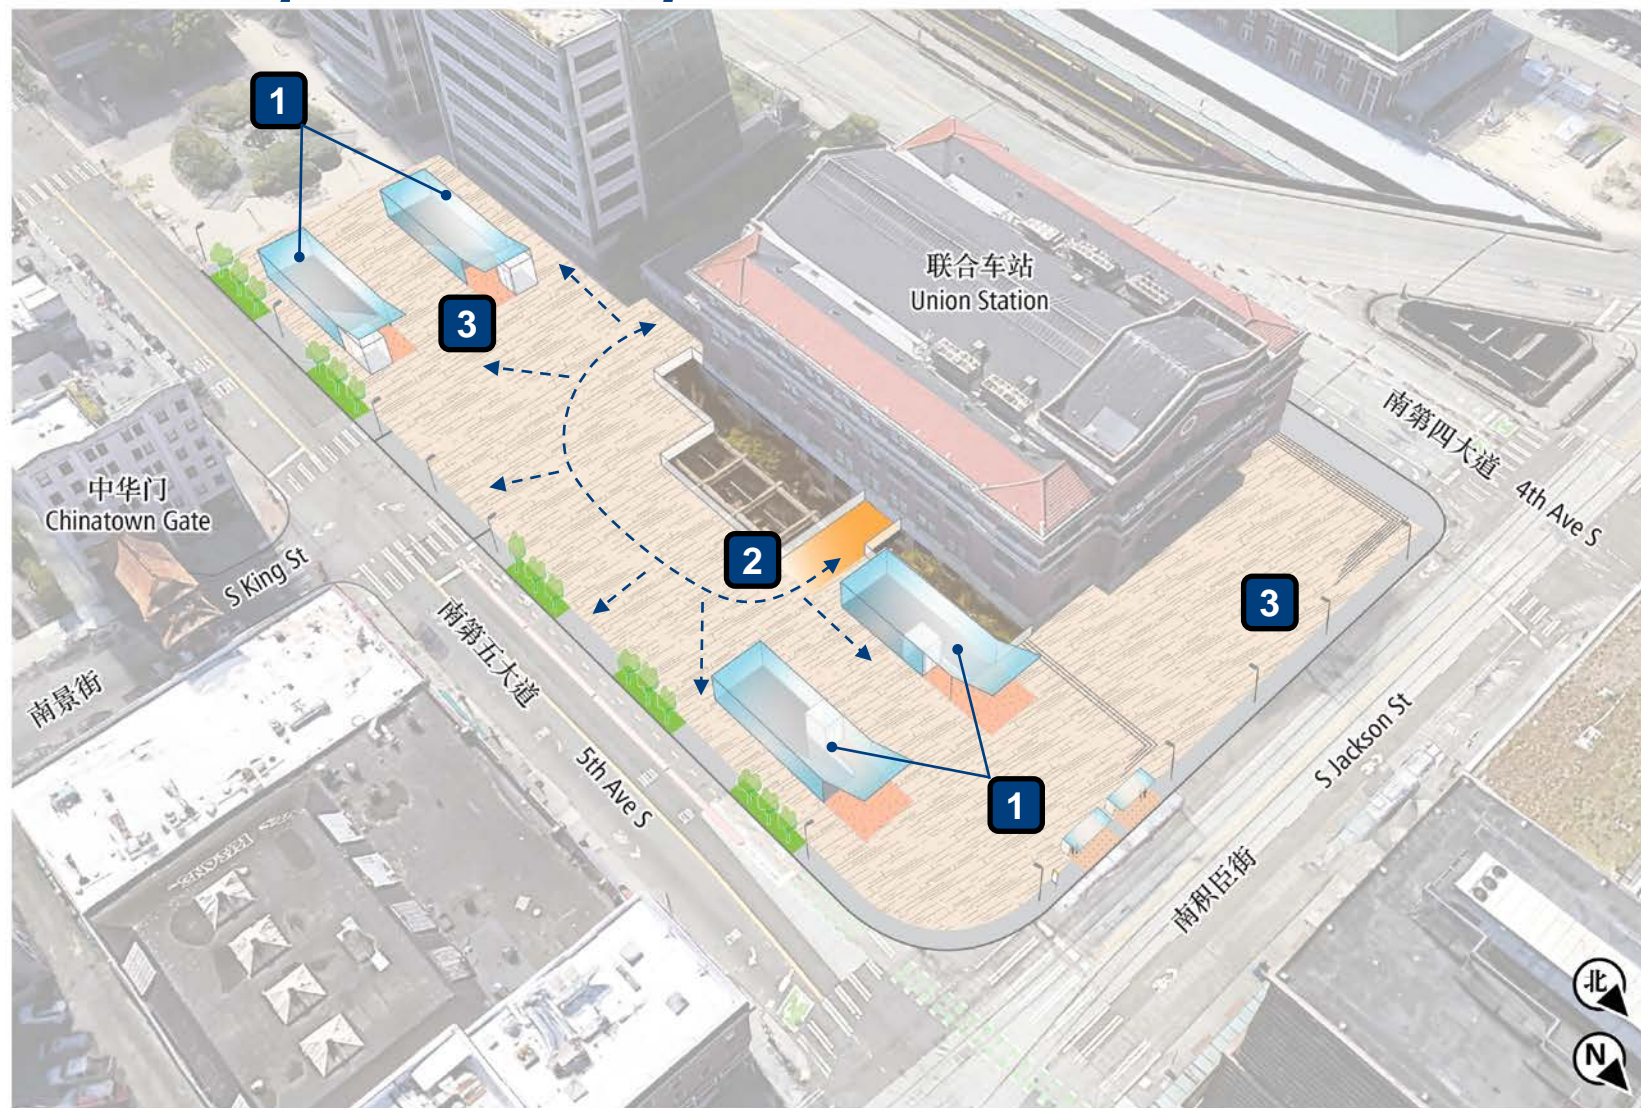 1
联合车站
Union Station
3
南第四大道
4th Ave S
中华门
Chinatown Gate
S King St
2
3
南第五大道
南景街
5th Ave S
S Jackson St
1
南积臣街
北
N